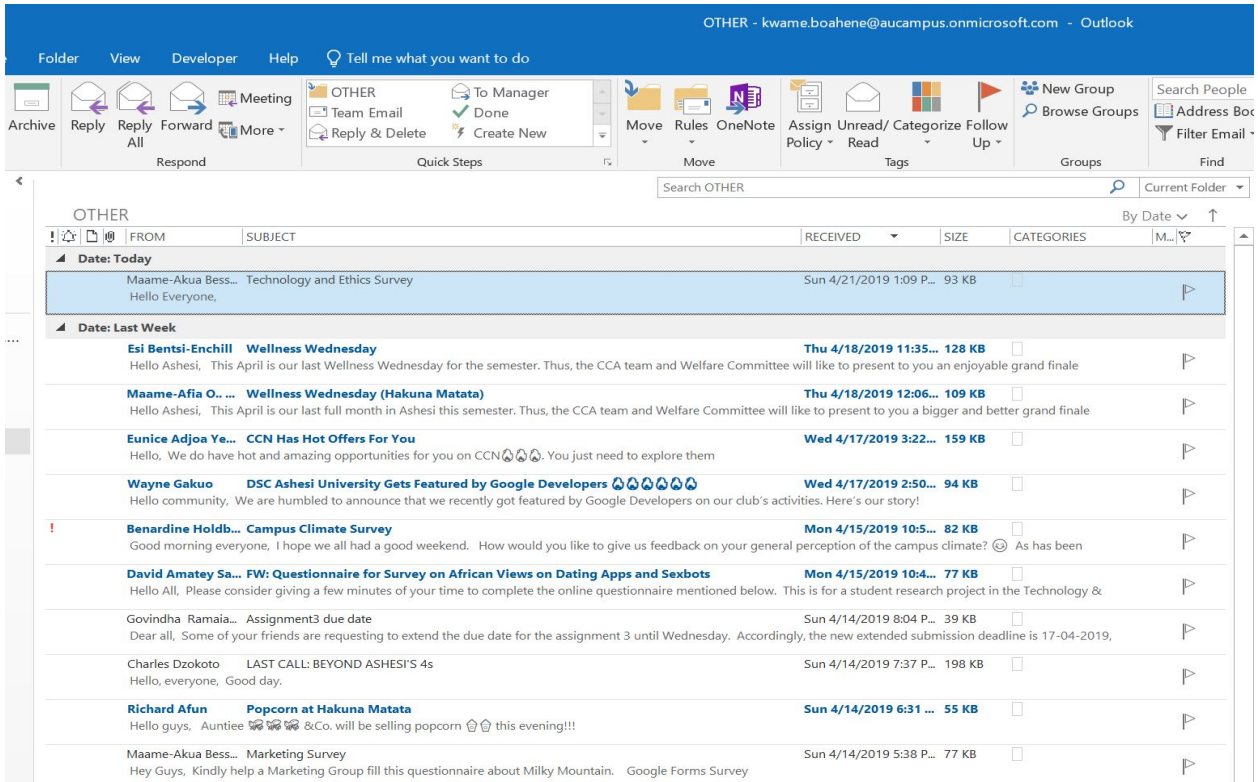 OTHER - kwame.boahene@aucampus.onmicrosoft.com - Outlook
Folder View Developer Help Tell me what you want to do
Archive Reply Reply All Forward Meeting More
Respond
OTHER To Manager
Team Email Done
Reply & Delete Create New
Quick Steps
Move Rules OneNote
Move
Assign Policy Unread/ Read Categorize Follow Up
Tags
New Group
Browse Groups
Groups
Search People
Address Boo
Filter Email
Find
Search OTHER Current Folder
OTHER By Date
! FROM SUBJECT RECEIVED SIZE CATEGORIES M...
Date: Today
Maame-Akua Bess... Technology and Ethics Survey Sun 4/21/2019 1:09 P... 93 KB
Hello Everyone,
...
Date: Last Week
Esi Bentsi-Enchill Wellness Wednesday Thu 4/18/2019 11:35... 128 KB
Hello Ashesi, This April is our last Wellness Wednesday for the semester. Thus, the CCA team and Welfare Committee will like to present to you an enjoyable grand finale
Maame-Afia O.. ... Wellness Wednesday (Hakuna Matata) Thu 4/18/2019 12:06... 109 KB
Hello Ashesi, This April is our last full month in Ashesi this semester. Thus, the CCA team and Welfare Committee will like to present to you a bigger and better grand finale
Eunice Adjoa Ye... CCN Has Hot Offers For You Wed 4/17/2019 3:22... 159 KB
Hello, We do have hot and amazing opportunities for you on CCN🔥🔥🔥. You just need to explore them
Wayne Gakuo DSC Ashesi University Gets Featured by Google Developers 🔥🔥🔥🔥🔥🔥 Wed 4/17/2019 2:50... 94 KB
Hello community, We are humbled to announce that we recently got featured by Google Developers on our club's activities. Here's our story!
! Benardine Holdb... Campus Climate Survey Mon 4/15/2019 10:5... 82 KB
Good morning everyone, I hope we all had a good weekend. How would you like to give us feedback on your general perception of the campus climate? 😊 As has been
David Amatey Sa... FW: Questionnaire for Survey on African Views on Dating Apps and Sexbots Mon 4/15/2019 10:4... 77 KB
Hello All, Please consider giving a few minutes of your time to complete the online questionnaire mentioned below. This is for a student research project in the Technology &
Govindha Ramaia... Assignment3 due date Sun 4/14/2019 8:04 P... 39 KB
Dear all, Some of your friends are requesting to extend the due date for the assignment 3 until Wednesday. Accordingly, the new extended submission deadline is 17-04-2019,
Charles Dzokoto LAST CALL: BEYOND ASHESI'S 4s Sun 4/14/2019 7:37 P... 198 KB
Hello, everyone, Good day.
Richard Afun Popcorn at Hakuna Matata Sun 4/14/2019 6:31 ... 55 KB
Hello guys, Auntiee &Co. will be selling popcorn 🍿🍿 this evening!!!
Maame-Akua Bess... Marketing Survey Sun 4/14/2019 5:38 P... 77 KB
Hey Guys, Kindly help a Marketing Group fill this questionnaire about Milky Mountain. Google Forms Survey